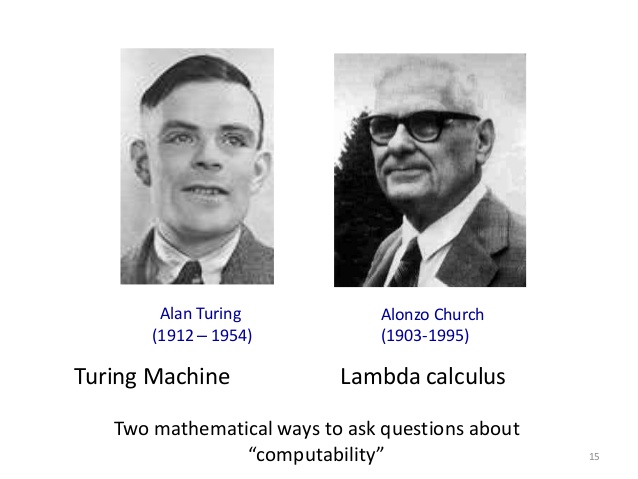 Alan Turing
(1912 – 1954)
Alonzo Church
(1903-1995)
Turing Machine
Lambda calculus
Two mathematical ways to ask questions about
“computability”
15